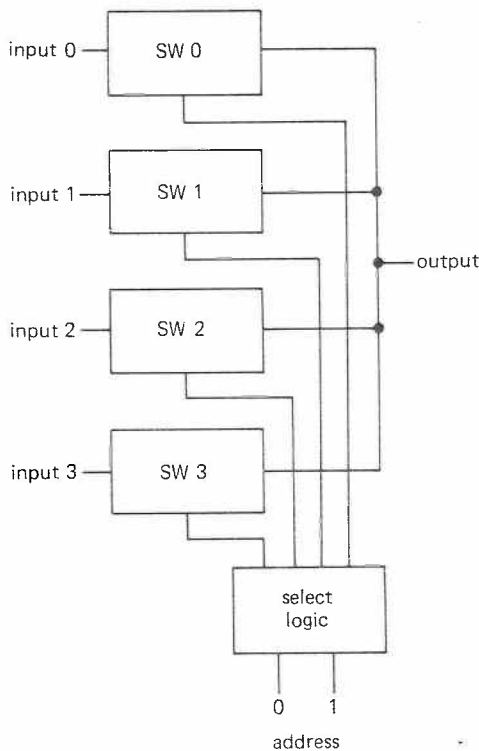 input 0
SW 0
input 1
SW 1
output
input 2
SW 2
input 3
SW 3
select
logic
0 1
address